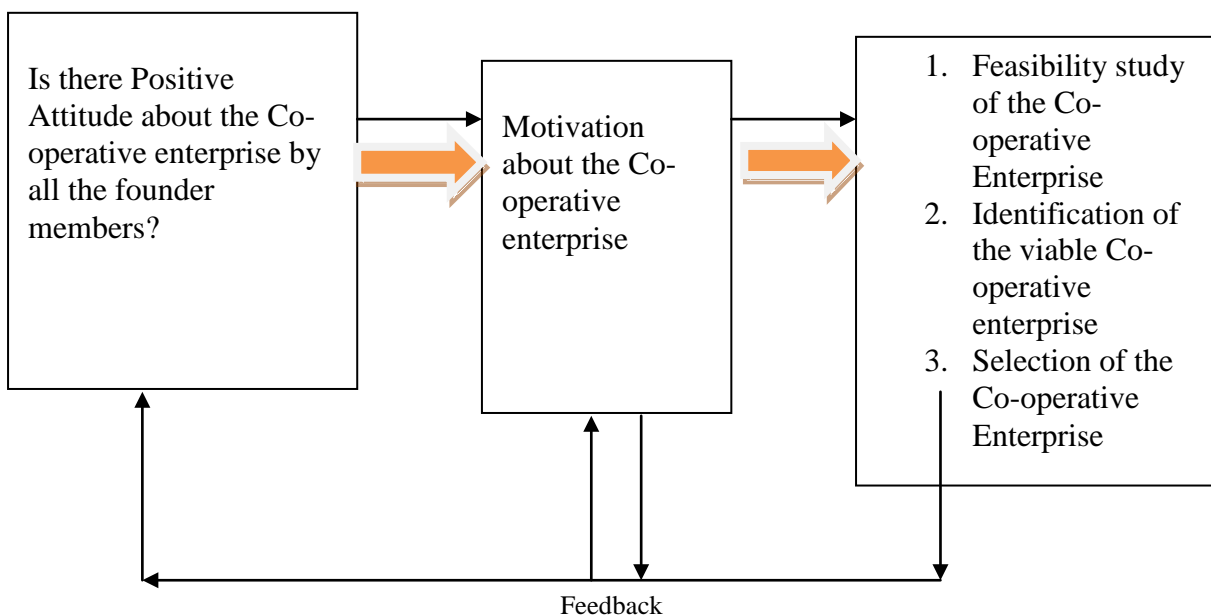 Is there Positive
Attitude about the Co-
operative enterprise by
all the founder
members?
Motivation
about the Co-
operative
enterprise
1. Feasibility study
of the Co-
operative
Enterprise
2. Identification of
the viable Co-
operative
enterprise
3. Selection of the
Co-operative
Enterprise
Feedback